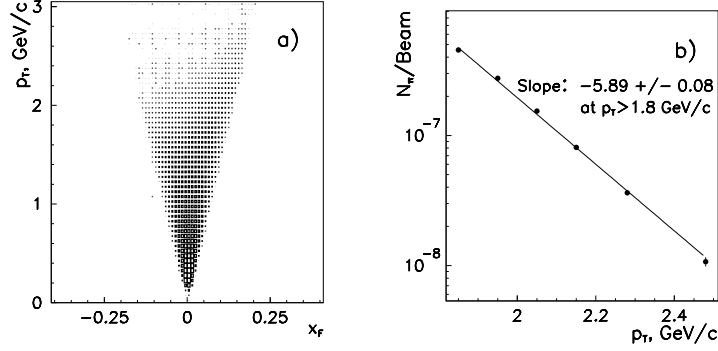 p_T, GeV/c
3
2
1
0
a)
−0.25
0
0.25
x_F
N_π/Beam
b)
Slope: −5.89 +/− 0.08
at p_T>1.8 GeV/c
10^-7
10^-8
2
2.2
2.4
p_T, GeV/c